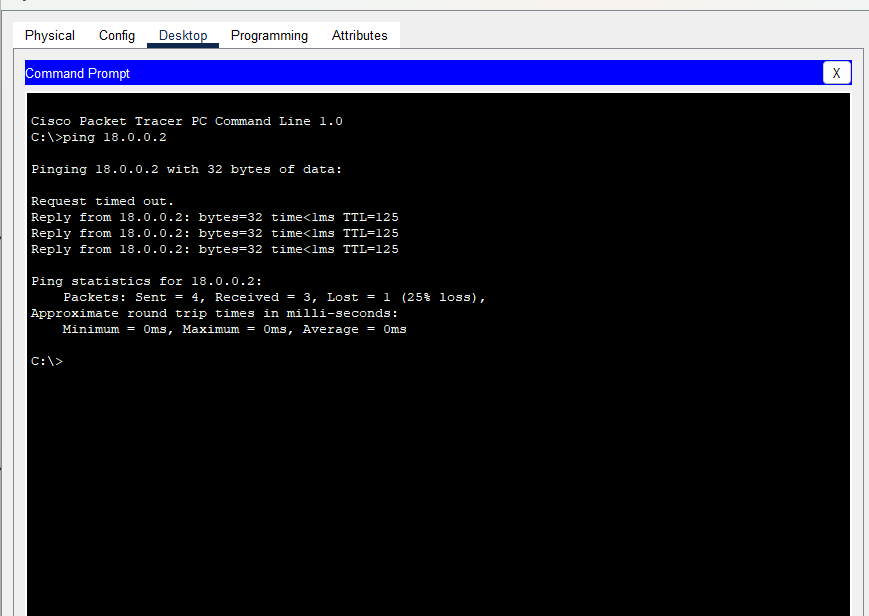 Physical Config Desktop Programming Attributes
Command Prompt
X
Cisco Packet Tracer PC Command Line 1.0
C:\>ping 18.0.0.2
Pinging 18.0.0.2 with 32 bytes of data:
Request timed out.
Reply from 18.0.0.2: bytes=32 time<1ms TTL=125
Reply from 18.0.0.2: bytes=32 time<1ms TTL=125
Reply from 18.0.0.2: bytes=32 time<1ms TTL=125
Ping statistics for 18.0.0.2:
Packets: Sent = 4, Received = 3, Lost = 1 (25% loss),
Approximate round trip times in milli-seconds:
Minimum = 0ms, Maximum = 0ms, Average = 0ms
C:\>